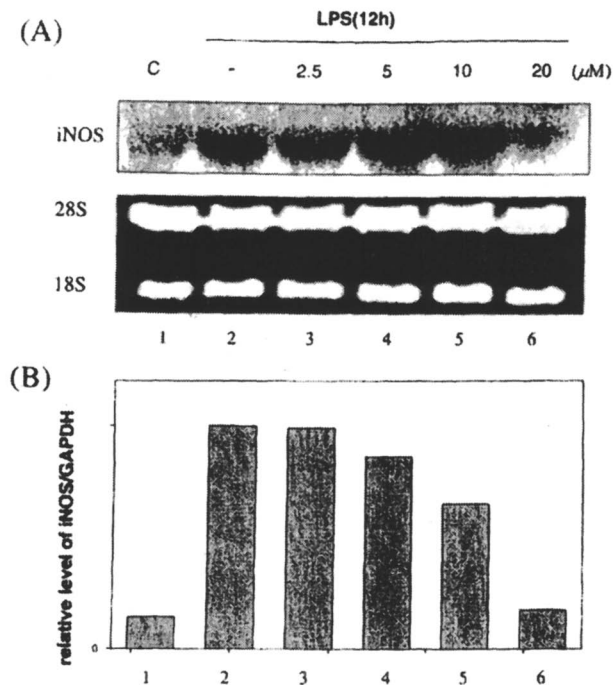 (A)
LPS(12h)
C - 2.5 5 10 20 (μM)
iNOS
28S
18S
1 2 3 4 5 6
(B)
relative level of iNOS/GAPDH
0
1 2 3 4 5 6